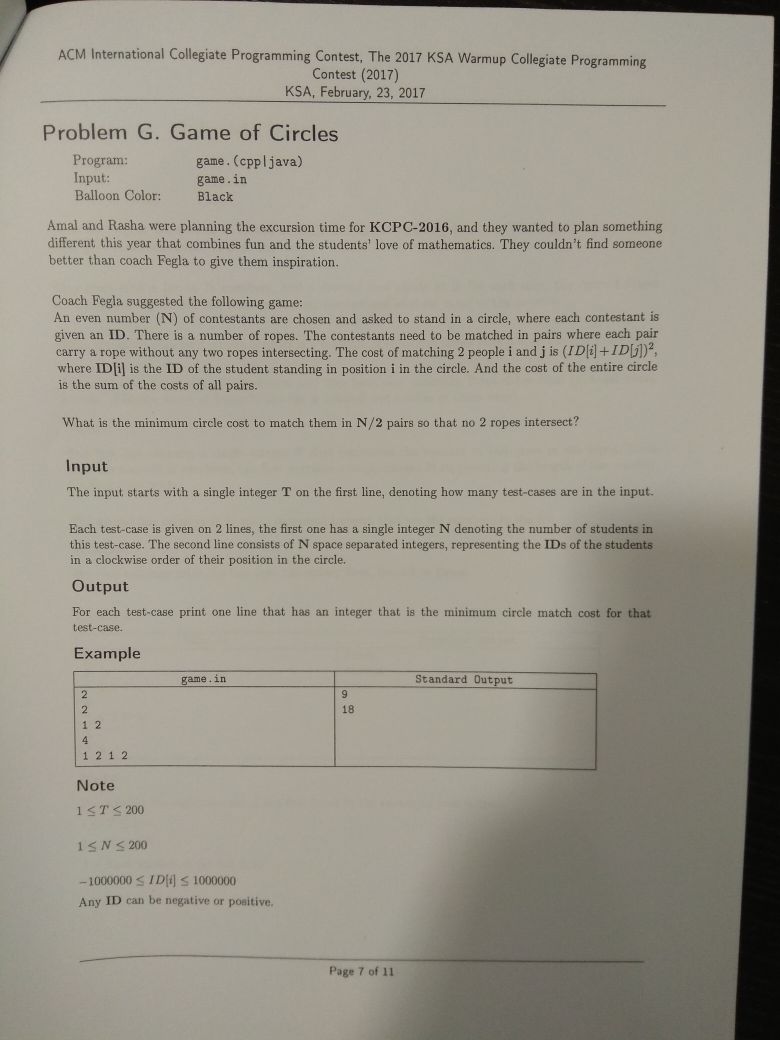 ACM International Collegiate Programming Contest, The 2017 KSA Warmup Collegiate Programming
Contest (2017)
KSA, February, 23, 2017
Problem G. Game of Circles
Program: game.(cpp|java)
Input: game.in
Balloon Color: Black
Amal and Rasha were planning the excursion time for KCPC-2016, and they wanted to plan something
different this year that combines fun and the students' love of mathematics. They couldn't find someone
better than coach Fegla to give them inspiration.
Coach Fegla suggested the following game:
An even number (N) of contestants are chosen and asked to stand in a circle, where each contestant is
given an ID. There is a number of ropes. The contestants need to be matched in pairs where each pair
carry a rope without any two ropes intersecting. The cost of matching 2 people i and j is (ID[i]+ID[j])²,
where ID[i] is the ID of the student standing in position i in the circle. And the cost of the entire circle
is the sum of the costs of all pairs.
What is the minimum circle cost to match them in N/2 pairs so that no 2 ropes intersect?
Input
The input starts with a single integer T on the first line, denoting how many test-cases are in the input.
Each test-case is given on 2 lines, the first one has a single integer N denoting the number of students in
this test-case. The second line consists of N space separated integers, representing the IDs of the students
in a clockwise order of their position in the circle.
Output
For each test-case print one line that has an integer that is the minimum circle match cost for that
test-case.
Example
game.in Standard Output
2 9
2 18
1 2
4
1 2 1 2
Note
1 ≤ T ≤ 200
1 ≤ N ≤ 200
−1000000 ≤ ID[i] ≤ 1000000
Any ID can be negative or positive.
Page 7 of 11